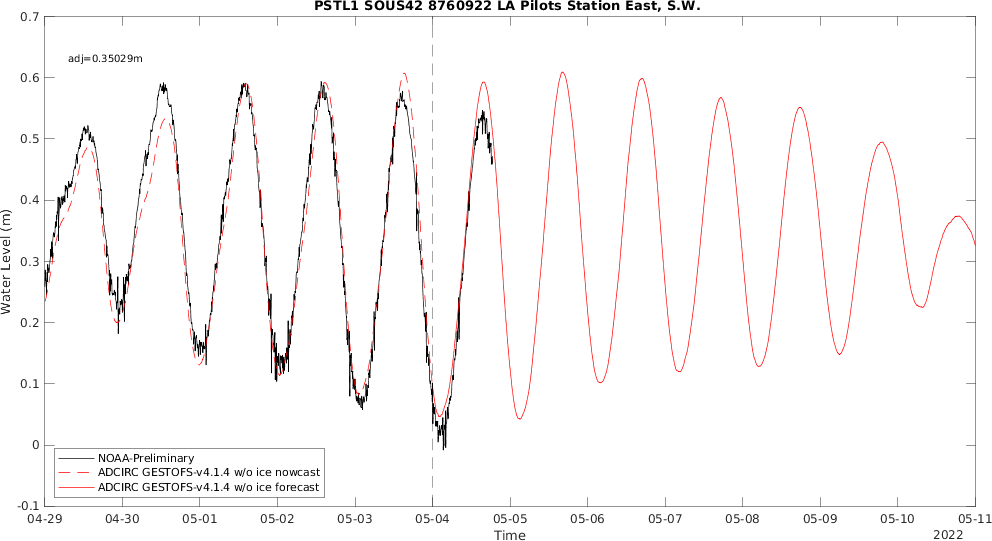 PSTL1 SOUS42 8760922 LA Pilots Station East, S.W.
0.7
adj=0.35029m
0.6
0.5
0.4
0.3
0.2
0.1
0
-0.1
Water Level (m)
NOAA-Preliminary
ADCIRC GESTOFS-v4.1.4 w/o ice nowcast
ADCIRC GESTOFS-v4.1.4 w/o ice forecast
04-29 04-30 05-01 05-02 05-03 05-04 05-05 05-06 05-07 05-08 05-09 05-10 05-11
Time
2022